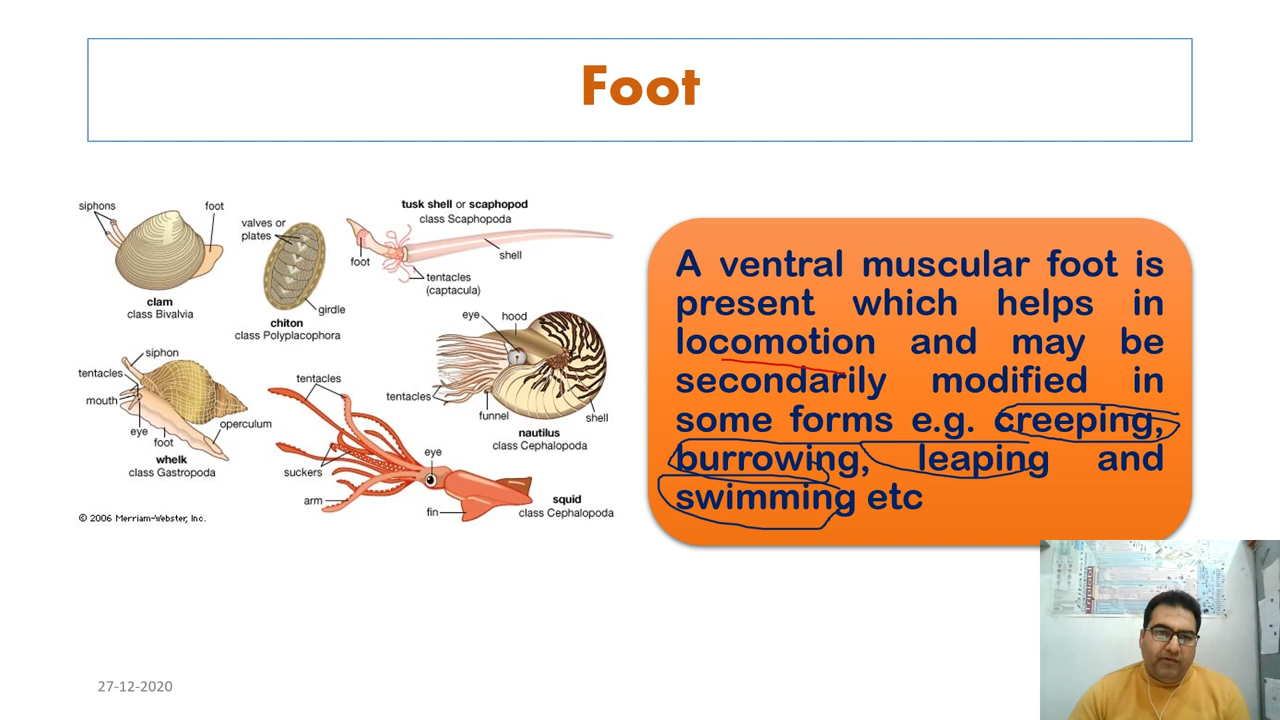 Foot
siphons
foot
clam
class Bivalvia
valves or
plates
girdle
chiton
class Polyplacophora
tusk shell or scaphopod
class Scaphopoda
foot
shell
tentacles
(captacula)
siphon
tentacles
mouth
eye
foot
operculum
whelk
class Gastropoda
tentacles
suckers
arm
eye
fin
squid
class Cephalopoda
eye
hood
tentacles
funnel
shell
nautilus
class Cephalopoda
© 2006 Merriam-Webster, Inc.
A ventral muscular foot is
present which helps in
locomotion and may be
secondarily modified in
some forms e.g. creeping,
burrowing, leaping and
swimming etc
27-12-2020